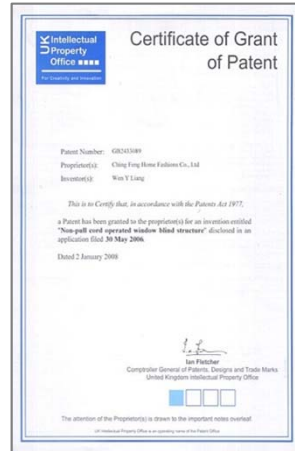 UK Intellectual
Property
Office
For Creativity and Innovation
Certificate of Grant
of Patent
Patent Number: GB2433089
Proprietor(s): Ching Feng Home Fashions Co., Ltd
Inventor(s): Wen Y Liang
This is to Certify that, in accordance with the Patents Act 1977,
a Patent has been granted to the proprietor(s) for an invention entitled
"Non-pull cord operated window blind structure" disclosed in an
application filed 30 May 2006.
Dated 2 January 2008
Ian Fletcher
Comptroller General of Patents, Designs and Trade Marks
United Kingdom Intellectual Property Office
The attention of the Proprietor(s) is drawn to the important notes overleaf.
UK Intellectual Property Office is an operating name of the Patent Office